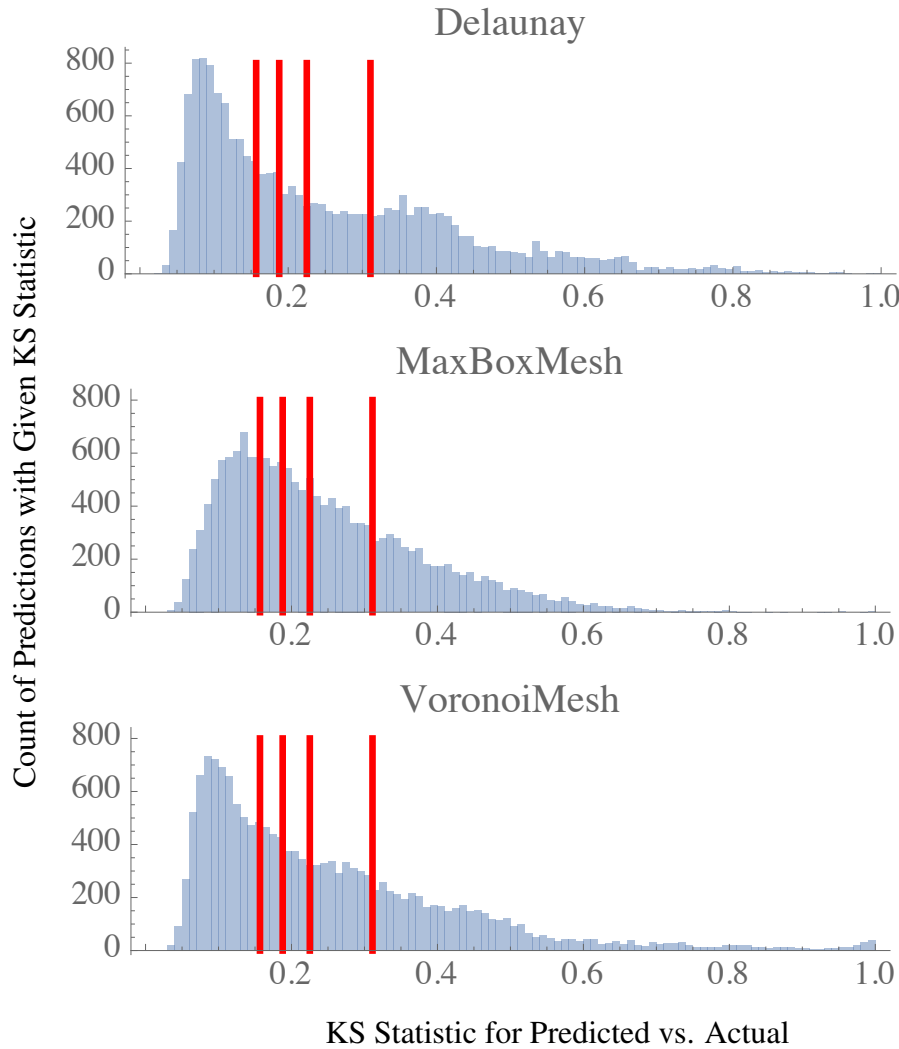 Delaunay
800
600
400
200
0
0.2 0.4 0.6 0.8 1.0
MaxBoxMesh
800
600
400
200
0
0.2 0.4 0.6 0.8 1.0
VoronoiMesh
800
600
400
200
0
0.2 0.4 0.6 0.8 1.0
Count of Predictions with Given KS Statistic
KS Statistic for Predicted vs. Actual